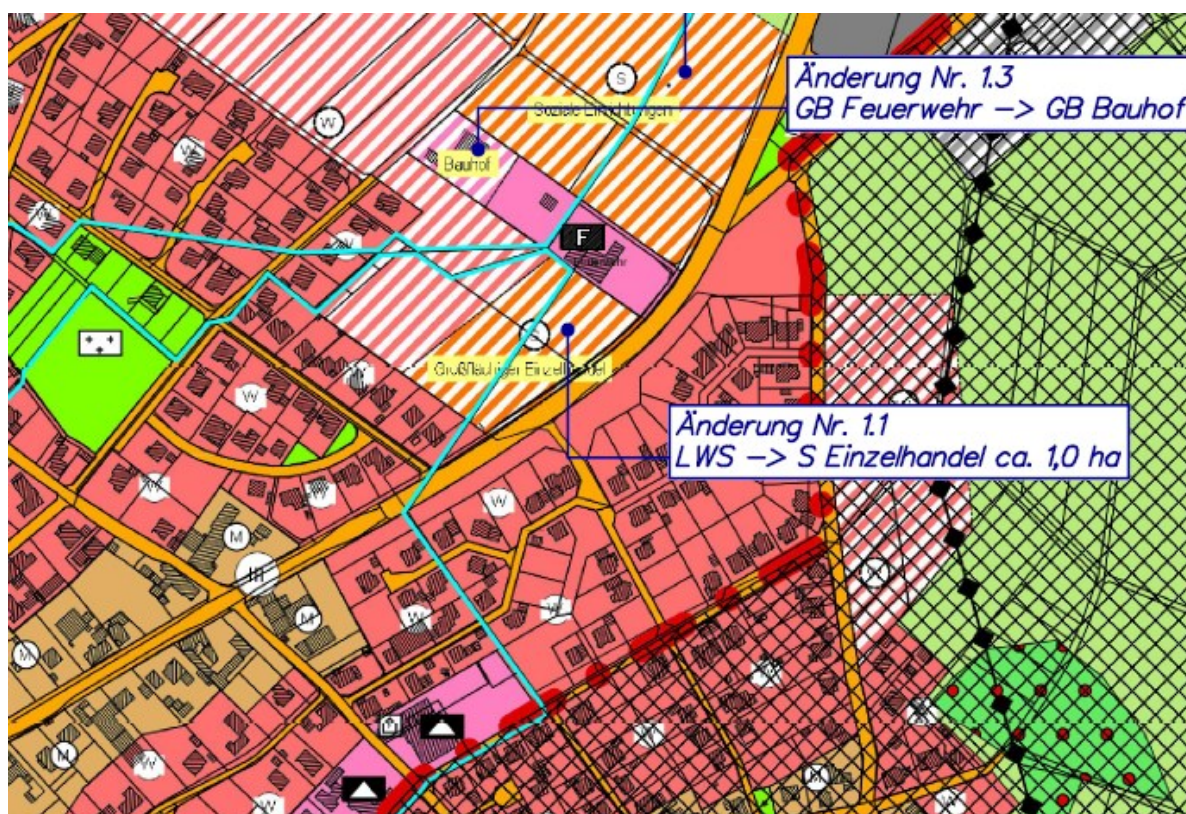 Änderung Nr. 1.3
GB Feuerwehr –> GB Bauhof
S
Soziale Einrichtungen
W
Bauhof
W
W
W
F
S
Großflächiger Einzelhandel
W
W
Änderung Nr. 1.1
LWS –> S Einzelhandel ca. 1,0 ha
W
W
W
M
III
M
W
W
M
W
W
W
M
W
M
W
W